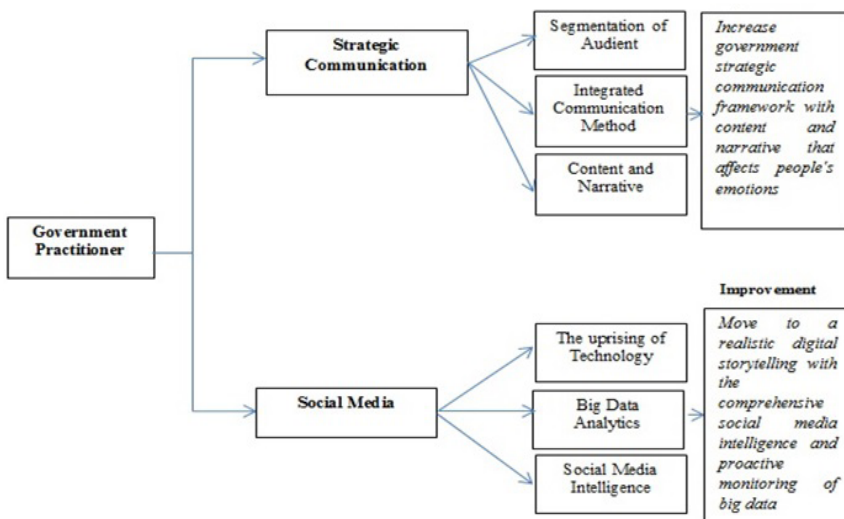 Strategic
Communication
Segmentation of
Audient
Integrated
Communication
Method
Content and
Narrative
Increase
government
strategic
communication
framework with
content and
narrative that
affects people's
emotions
Government
Practitioner
Social Media
The uprising of
Technology
Big Data
Analytics
Social Media
Intelligence
Improvement
Move to a
realistic digital
storytelling with
the
comprehensive
social media
intelligence and
proactive
monitoring of
big data